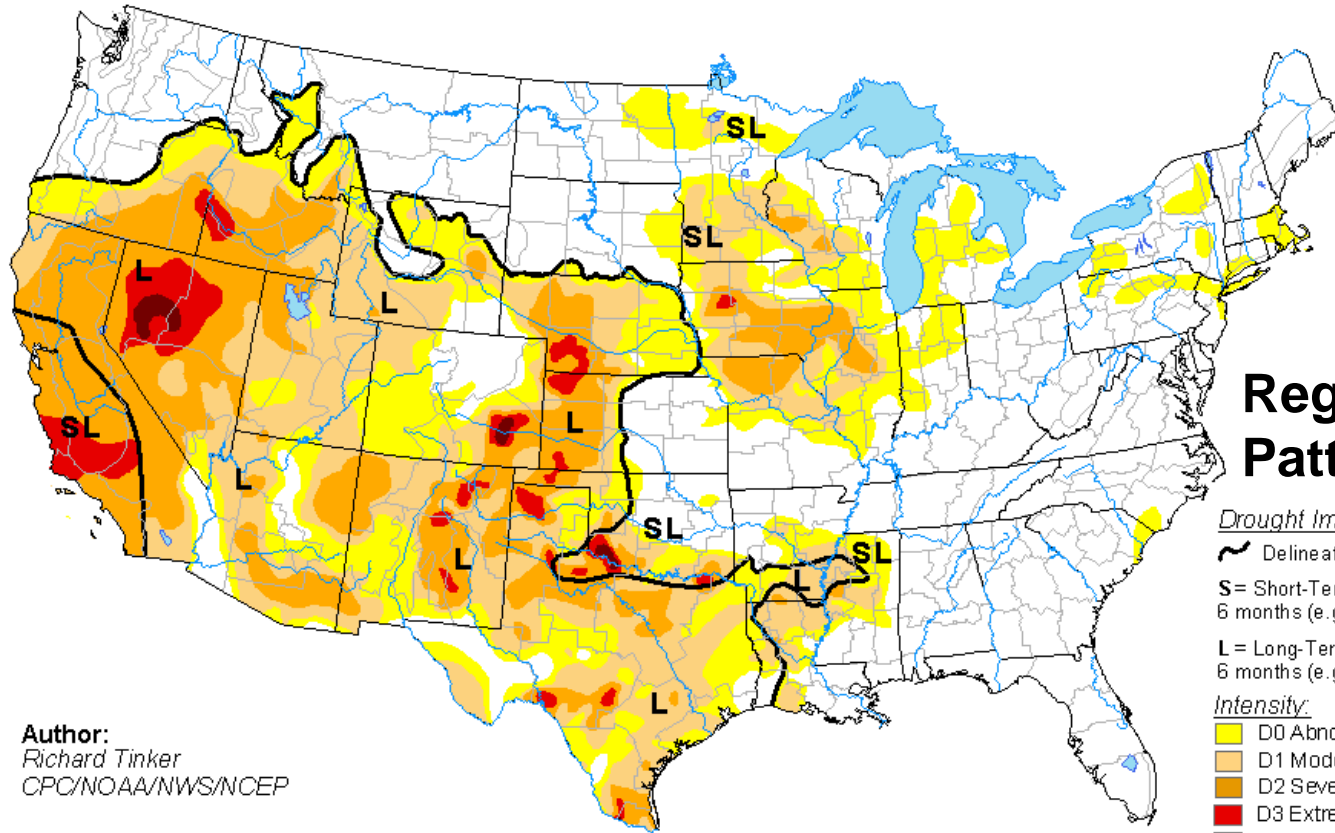 SL
SL
L
L
L
SL
L
L
SL
SL
L
L
L
Reg
Patt
Drought Im
Delineat
S = Short-Ter
6 months (e.g
L = Long-Ter
6 months (e.g
Intensity:
D0 Abno
D1 Mode
D2 Seve
D3 Extre
Author:
Richard Tinker
CPC/NOAA/NWS/NCEP